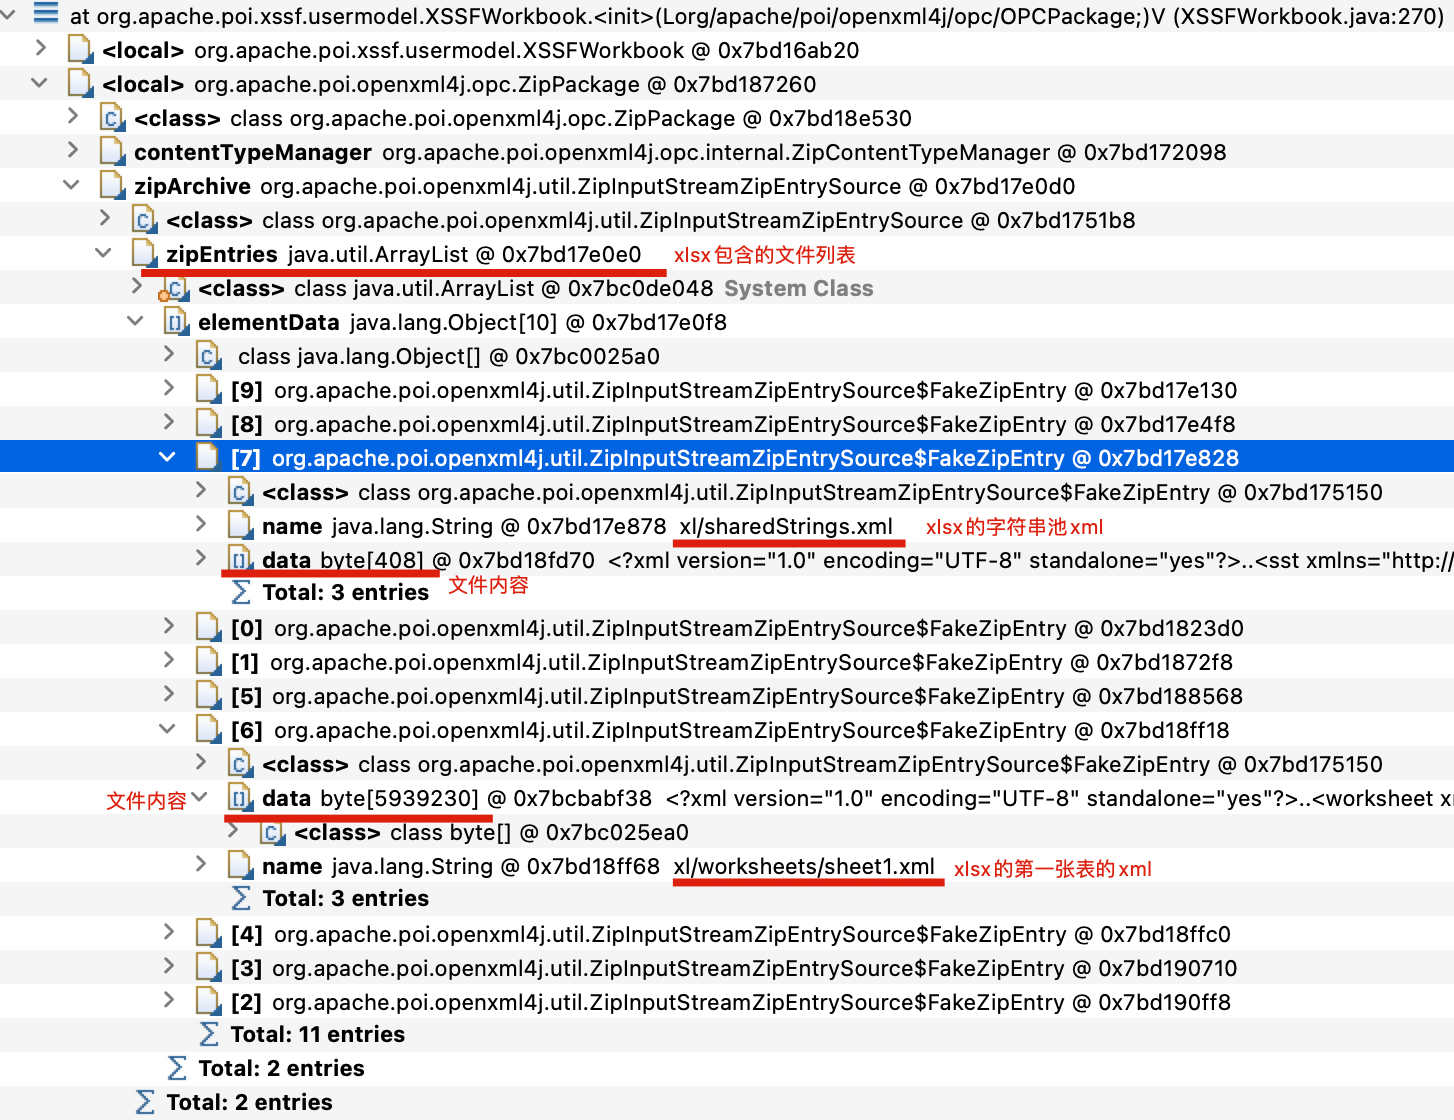 at org.apache.poi.xssf.usermodel.XSSFWorkbook.<init>(Lorg/apache/poi/openxml4j/opc/OPCPackage;)V (XSSFWorkbook.java:270)
<local> org.apache.poi.xssf.usermodel.XSSFWorkbook @ 0x7bd16ab20
<local> org.apache.poi.openxml4j.opc.ZipPackage @ 0x7bd187260
<class> class org.apache.poi.openxml4j.opc.ZipPackage @ 0x7bd18e530
contentTypeManager org.apache.poi.openxml4j.opc.internal.ZipContentTypeManager @ 0x7bd172098
zipArchive org.apache.poi.openxml4j.util.ZipInputStreamZipEntrySource @ 0x7bd17e0d0
<class> class org.apache.poi.openxml4j.util.ZipInputStreamZipEntrySource @ 0x7bd1751b8
zipEntries java.util.ArrayList @ 0x7bd17e0e0 xlsx包含的文件列表
<class> class java.util.ArrayList @ 0x7bc0de048 System Class
elementData java.lang.Object[10] @ 0x7bd17e0f8
class java.lang.Object[] @ 0x7bc0025a0
[9] org.apache.poi.openxml4j.util.ZipInputStreamZipEntrySource$FakeZipEntry @ 0x7bd17e130
[8] org.apache.poi.openxml4j.util.ZipInputStreamZipEntrySource$FakeZipEntry @ 0x7bd17e4f8
[7] org.apache.poi.openxml4j.util.ZipInputStreamZipEntrySource$FakeZipEntry @ 0x7bd17e828
<class> class org.apache.poi.openxml4j.util.ZipInputStreamZipEntrySource$FakeZipEntry @ 0x7bd175150
name java.lang.String @ 0x7bd17e878 xl/sharedStrings.xml xlsx的字符串池xml
data byte[408] @ 0x7bd18fd70 <?xml version="1.0" encoding="UTF-8" standalone="yes"?>..<sst xmlns="http://
Total: 3 entries 文件内容
[0] org.apache.poi.openxml4j.util.ZipInputStreamZipEntrySource$FakeZipEntry @ 0x7bd1823d0
[1] org.apache.poi.openxml4j.util.ZipInputStreamZipEntrySource$FakeZipEntry @ 0x7bd1872f8
[5] org.apache.poi.openxml4j.util.ZipInputStreamZipEntrySource$FakeZipEntry @ 0x7bd188568
[6] org.apache.poi.openxml4j.util.ZipInputStreamZipEntrySource$FakeZipEntry @ 0x7bd18ff18
<class> class org.apache.poi.openxml4j.util.ZipInputStreamZipEntrySource$FakeZipEntry @ 0x7bd175150
文件内容 data byte[5939230] @ 0x7bcbabf38 <?xml version="1.0" encoding="UTF-8" standalone="yes"?>..<worksheet x
<class> class byte[] @ 0x7bc025ea0
name java.lang.String @ 0x7bd18ff68 xl/worksheets/sheet1.xml xlsx的第一张表的xml
Total: 3 entries
[4] org.apache.poi.openxml4j.util.ZipInputStreamZipEntrySource$FakeZipEntry @ 0x7bd18ffc0
[3] org.apache.poi.openxml4j.util.ZipInputStreamZipEntrySource$FakeZipEntry @ 0x7bd190710
[2] org.apache.poi.openxml4j.util.ZipInputStreamZipEntrySource$FakeZipEntry @ 0x7bd190ff8
Total: 11 entries
Total: 2 entries
Total: 2 entries